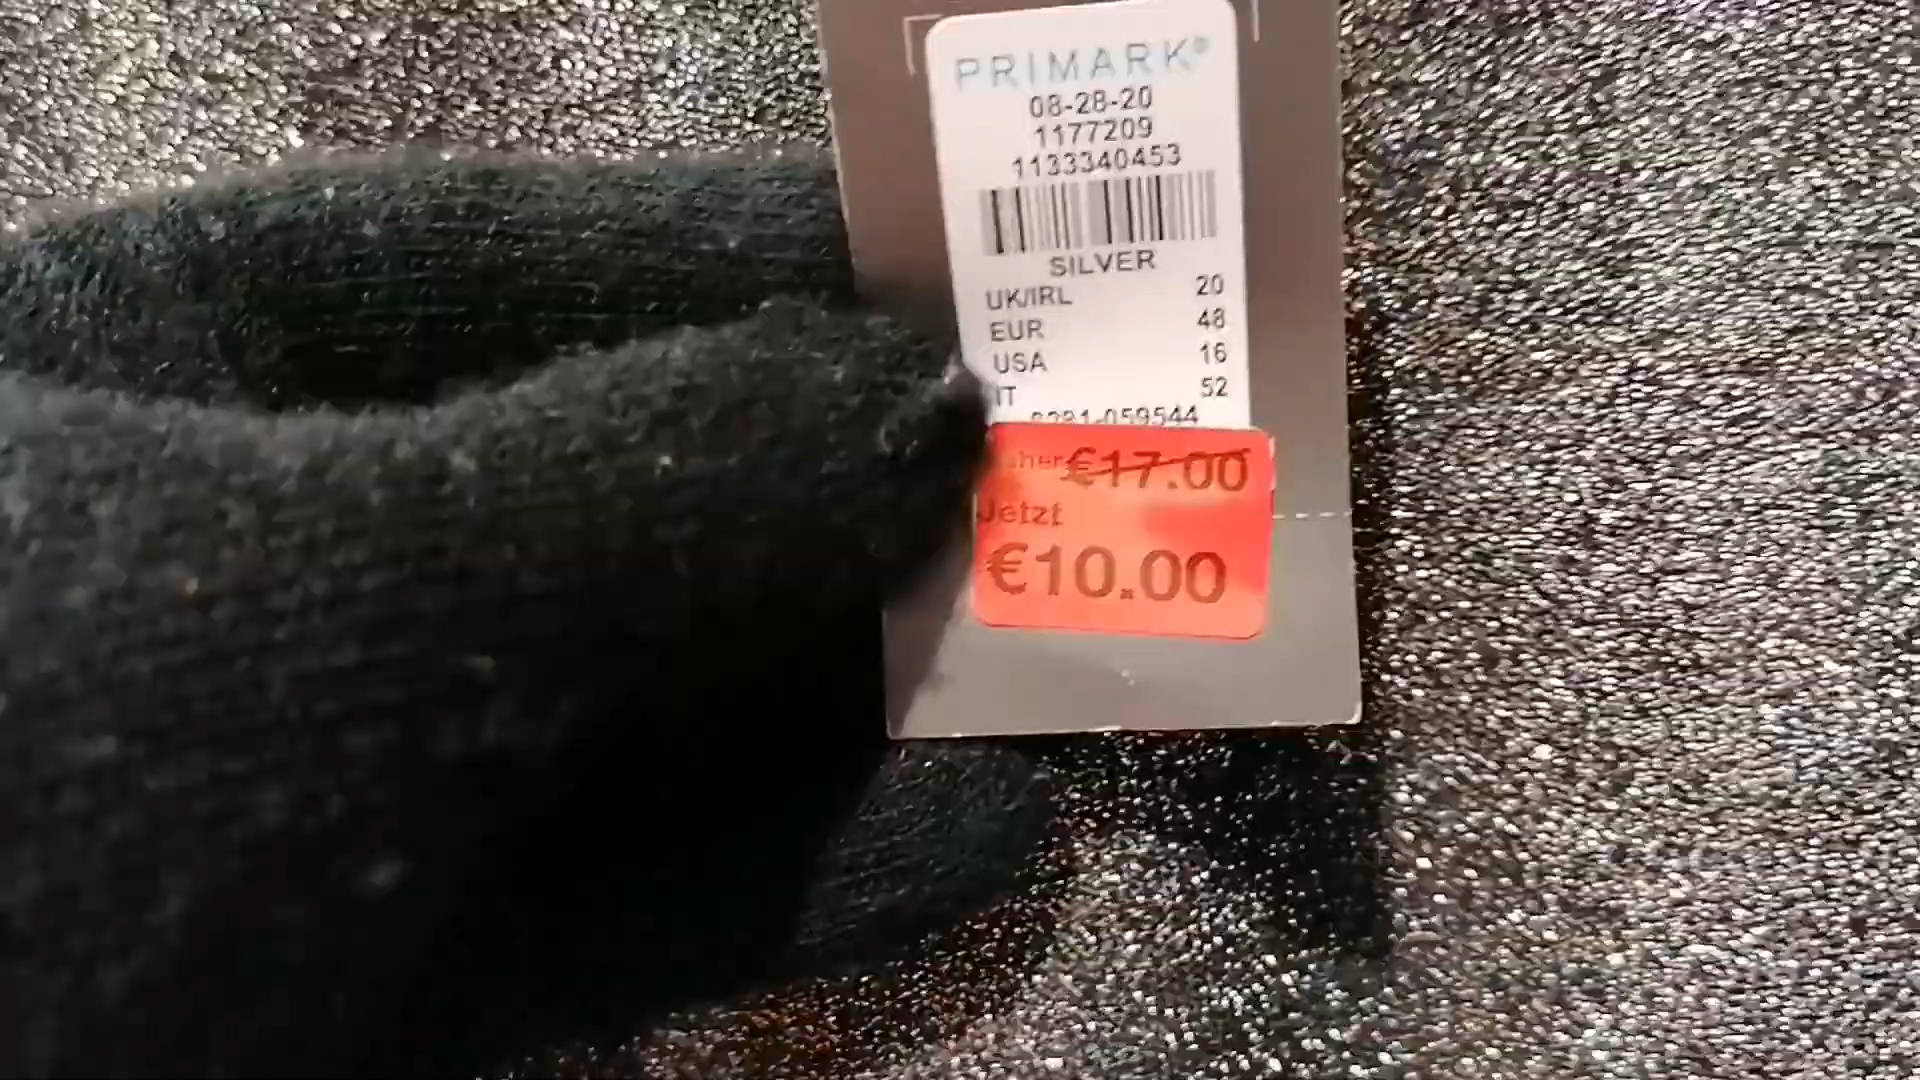 PRIMARK®
08-28-20
1177209
1133340453
SILVER
UK/IRL 20
EUR 48
USA 16
IT 52
€17.00
Jetzt
€10.00